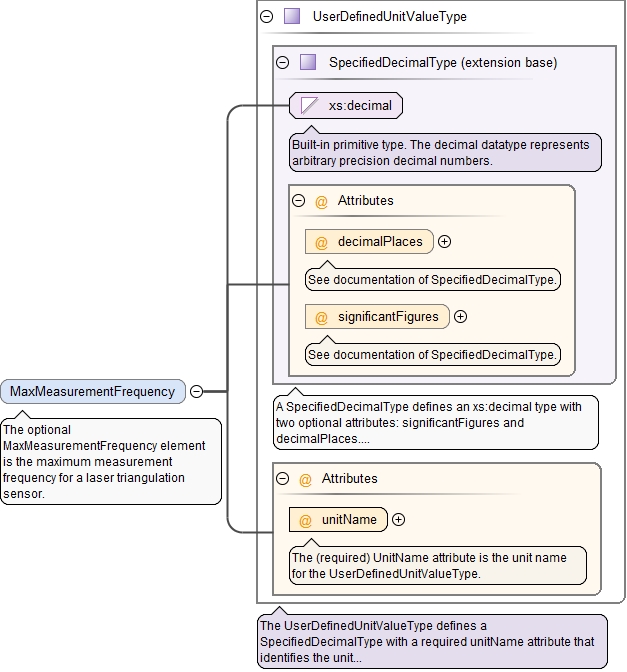 UserDefinedUnitValueType
SpecifiedDecimalType (extension base)
xs:decimal
Built-in primitive type. The decimal datatype represents
arbitrary precision decimal numbers.
@ Attributes
@ decimalPlaces
See documentation of SpecifiedDecimalType.
@ significantFigures
See documentation of SpecifiedDecimalType.
MaxMeasurementFrequency
The optional
MaxMeasurementFrequency element
is the maximum measurement
frequency for a laser triangulation
sensor.
A SpecifiedDecimalType defines an xs:decimal type with
two optional attributes: significantFigures and
decimalPlaces....
@ Attributes
@ unitName
The (required) UnitName attribute is the unit name
for the UserDefinedUnitValueType.
The UserDefinedUnitValueType defines a
SpecifiedDecimalType with a required unitName attribute that
identifies the unit...